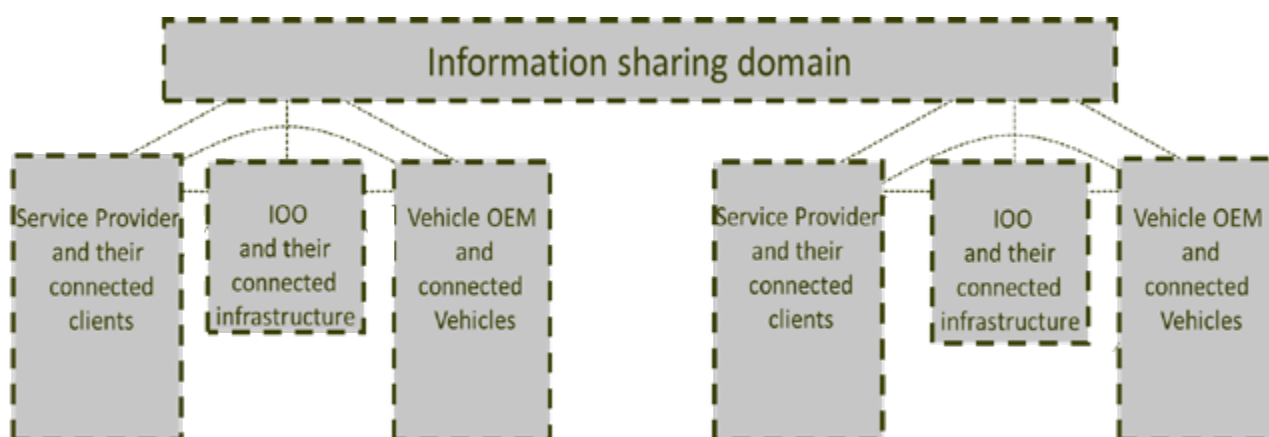 Information sharing domain
Service Provider
and their
connected
clients
IOO
and their
connected
infrastructure
Vehicle OEM
and
connected
Vehicles
Service Provider
and their
connected
clients
IOO
and their
connected
infrastructure
Vehicle OEM
and
connected
Vehicles